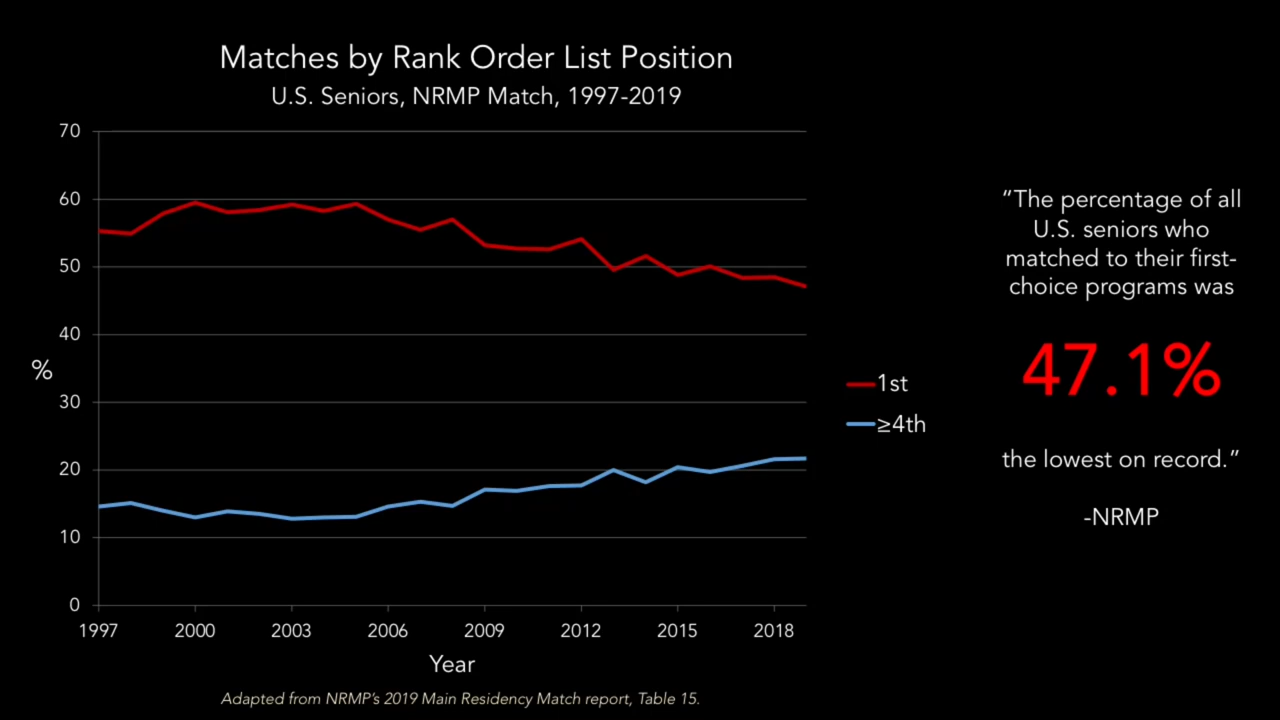 Matches by Rank Order List Position
U.S. Seniors, NRMP Match, 1997-2019
70
60
50
40
30
20
10
0
%
1997 2000 2003 2006 2009 2012 2015 2018
Year
Adapted from NRMP's 2019 Main Residency Match report, Table 15.
1st
≥4th
“The percentage of all
U.S. seniors who
matched to their first-
choice programs was
47.1%
the lowest on record.”
-NRMP